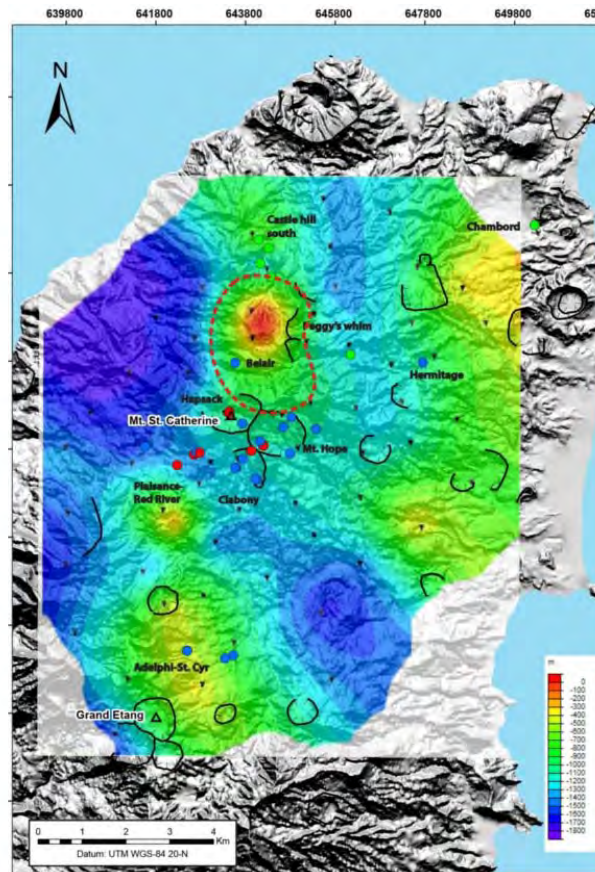 639800 641800 643800 645800 647800 649800
N
Castle hill
south
Chambord
Peggy's whim
Belair
Hermitage
Hapsack
Mt. St. Catherine
Mt. Hope
Plaisance-
Red River
Clabony
Adelphi-St. Cyr
Grand Etang
m
0
-100
-200
-300
-400
-500
-600
-700
-800
-900
-1000
-1100
-1200
-1300
-1400
-1500
-1600
-1700
-1800
0 1 2 3 4
Km
Datum: UTM WGS-84 20-N